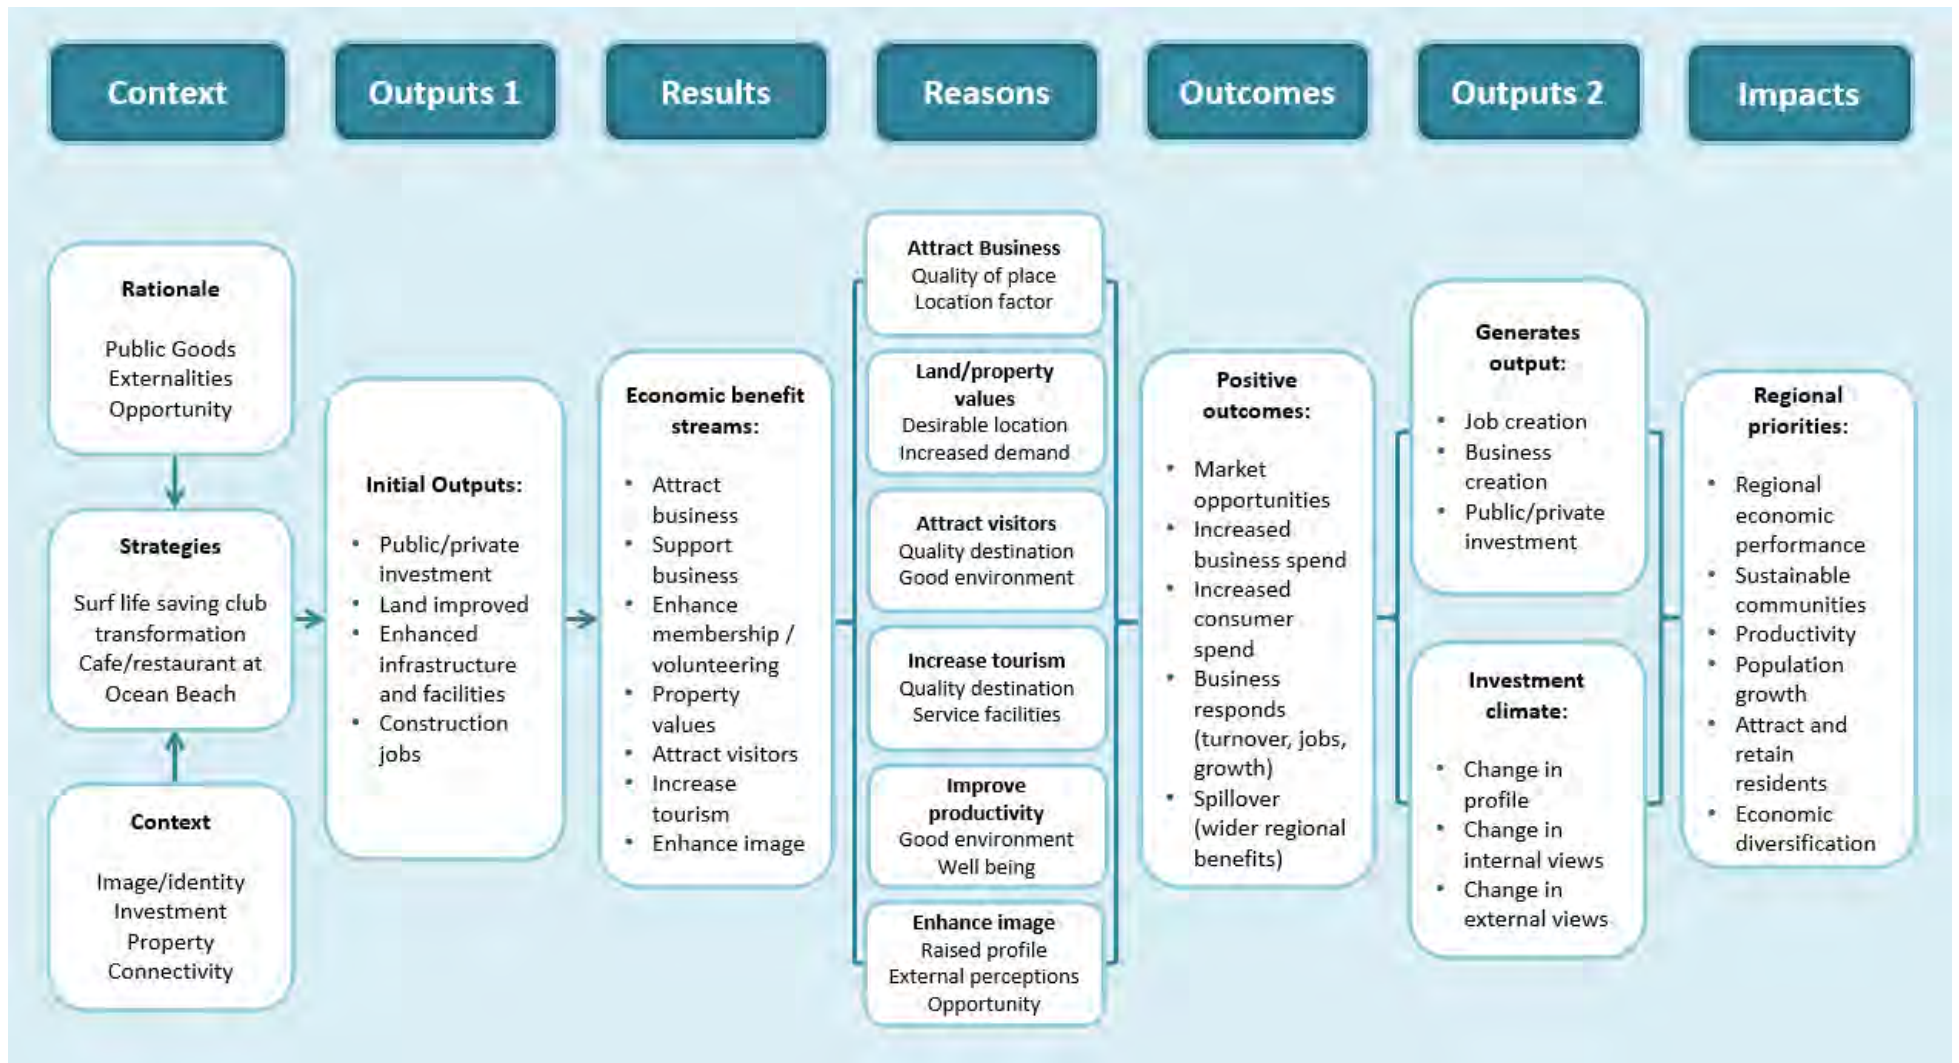 Context
Outputs 1
Results
Reasons
Outcomes
Outputs 2
Impacts
Rationale
Public Goods
Externalities
Opportunity
Strategies
Surf life saving club
transformation
Cafe/restaurant at
Ocean Beach
Context
Image/identity
Investment
Property
Connectivity
Initial Outputs:
• Public/private
investment
• Land improved
• Enhanced
infrastructure
and facilities
• Construction
jobs
Economic benefit
streams:
• Attract
business
• Support
business
• Enhance
membership /
volunteering
• Property
values
• Attract visitors
• Increase
tourism
• Enhance image
Attract Business
Quality of place
Location factor
Land/property
values
Desirable location
Increased demand
Attract visitors
Quality destination
Good environment
Increase tourism
Quality destination
Service facilities
Improve
productivity
Good environment
Well being
Enhance image
Raised profile
External perceptions
Opportunity
Positive
outcomes:
• Market
opportunities
• Increased
business spend
• Increased
consumer
spend
• Business
responds
(turnover, jobs,
growth)
• Spillover
(wider regional
benefits)
Generates
output:
• Job creation
• Business
creation
• Public/private
investment
Investment
climate:
• Change in
profile
• Change in
internal views
• Change in
external views
Regional
priorities:
• Regional
economic
performance
• Sustainable
communities
• Productivity
• Population
growth
• Attract and
retain
residents
• Economic
diversification